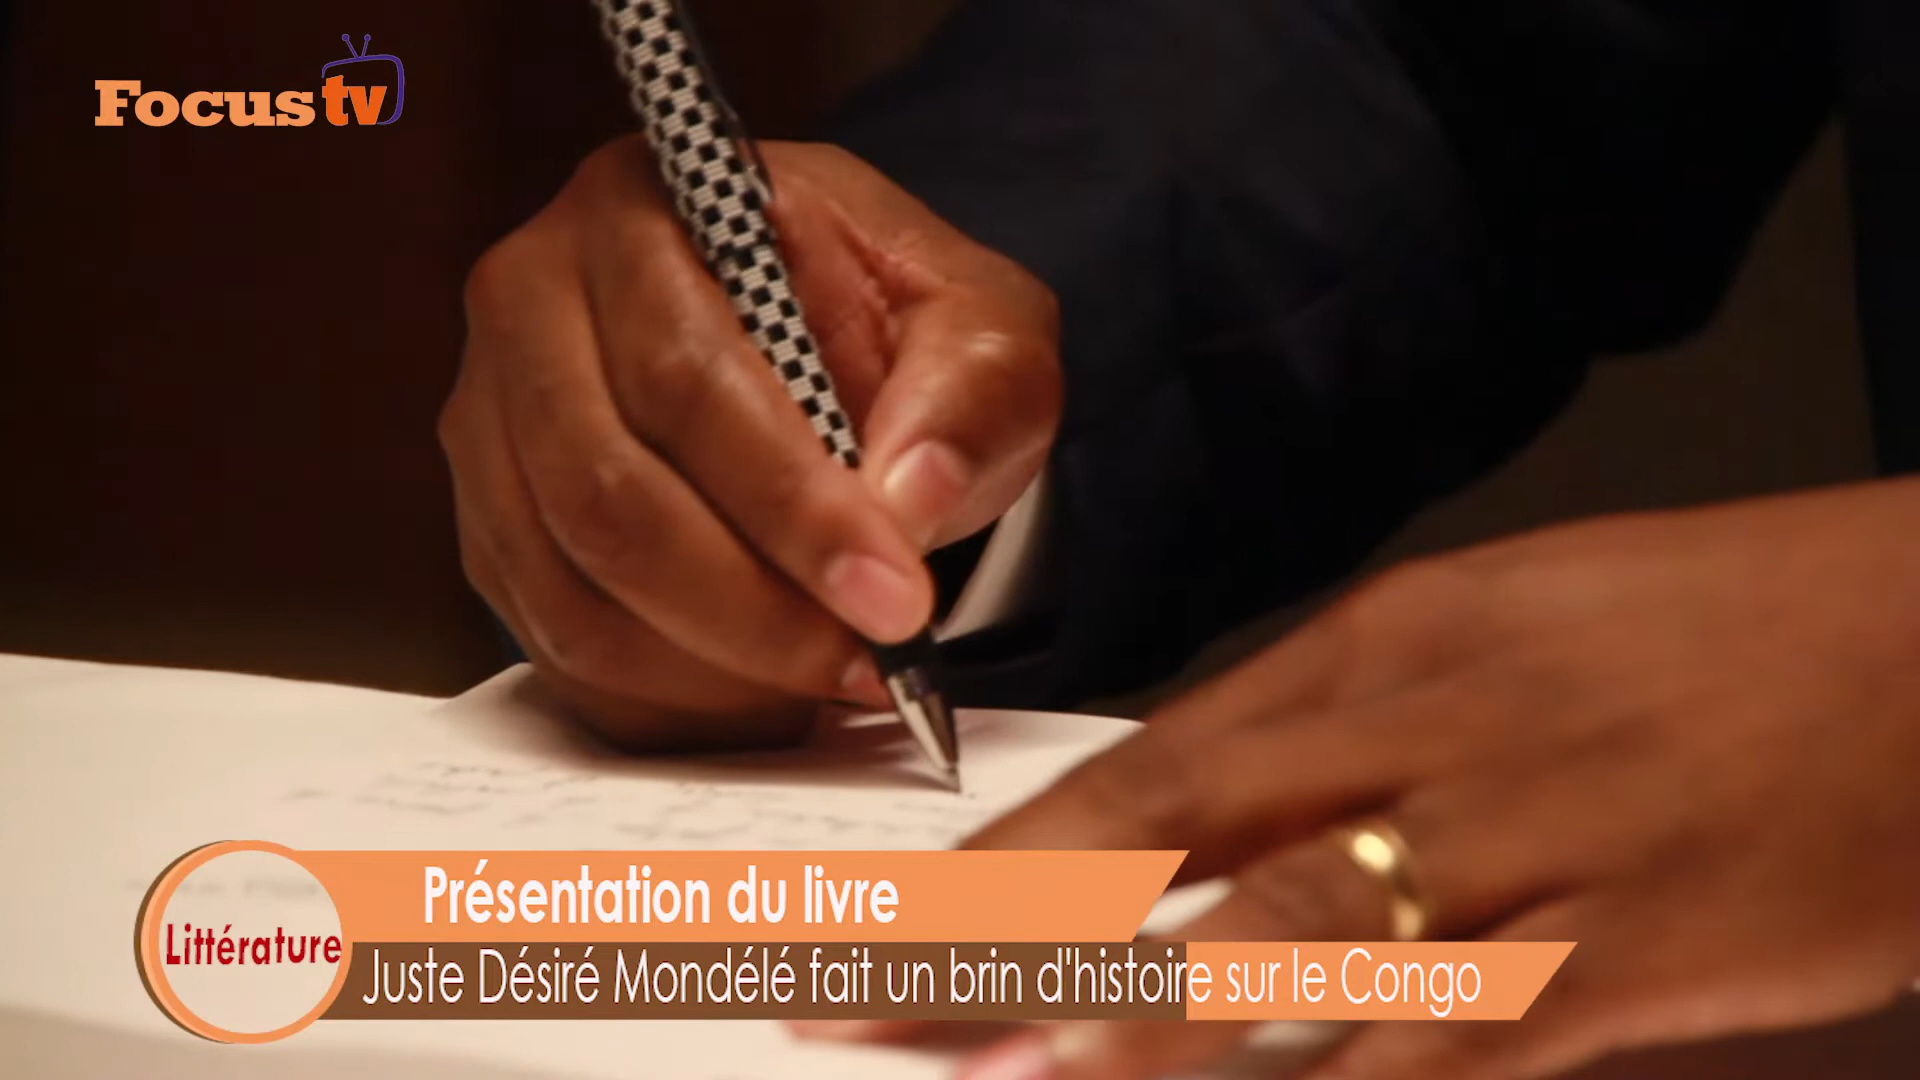 Focus tv
Présentation du livre
Littérature
Juste Désiré Mondélé fait un brin d'histoire sur le Congo